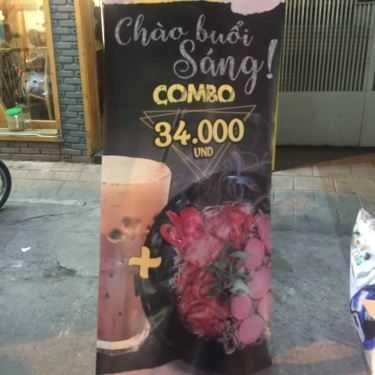 Chào buổi
Sáng!
COMBO
34.000
VND
+